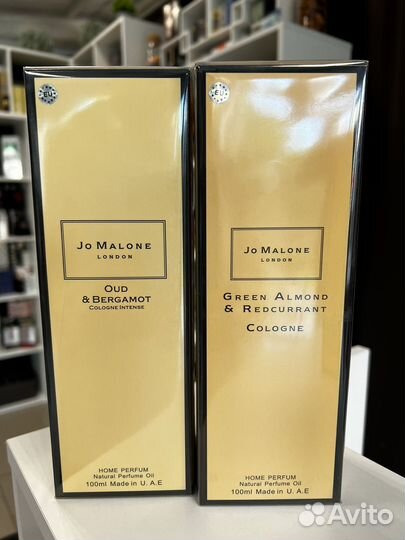 EU
JO MALONE
LONDON
OUD
& BERGAMOT
COLOGNE INTENSE
HOME PERFUM
Natural Perfume Oil
100ml Made in U. A.E
EU
JO MALONE
LONDON
GREEN ALMOND
& REDCURRANT
COLOGNE
HOME PERFUM
Natural Perfume Oil
100ml Made in U. A.E
Avito